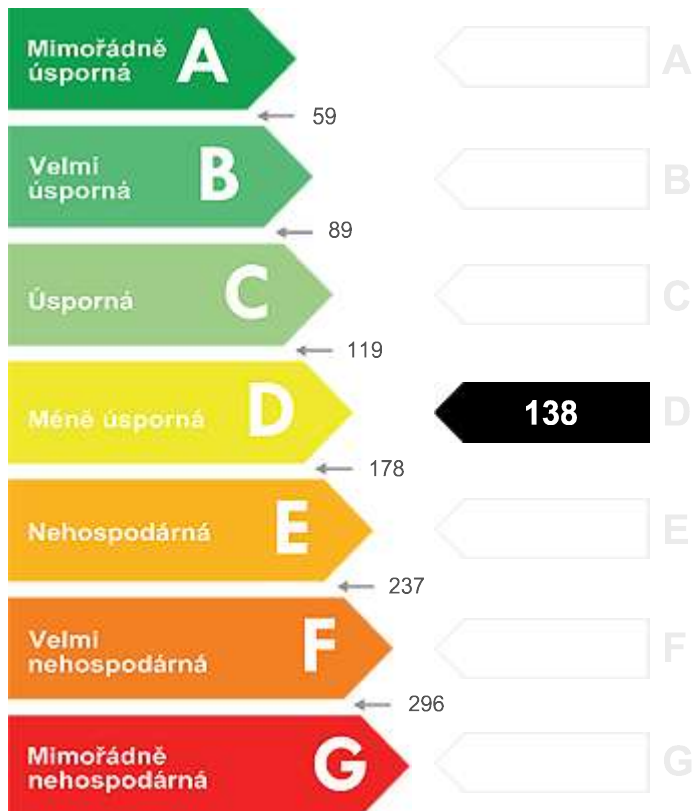 Mimořádně
úsporná
A
A
59
Velmi
úsporná
B
B
89
Úsporná
C
C
119
Méně úsporná
D
138
D
178
Nehospodárná
E
E
237
Velmi
nehospodárná
F
F
296
Mimořádně
nehospodárná
G
G